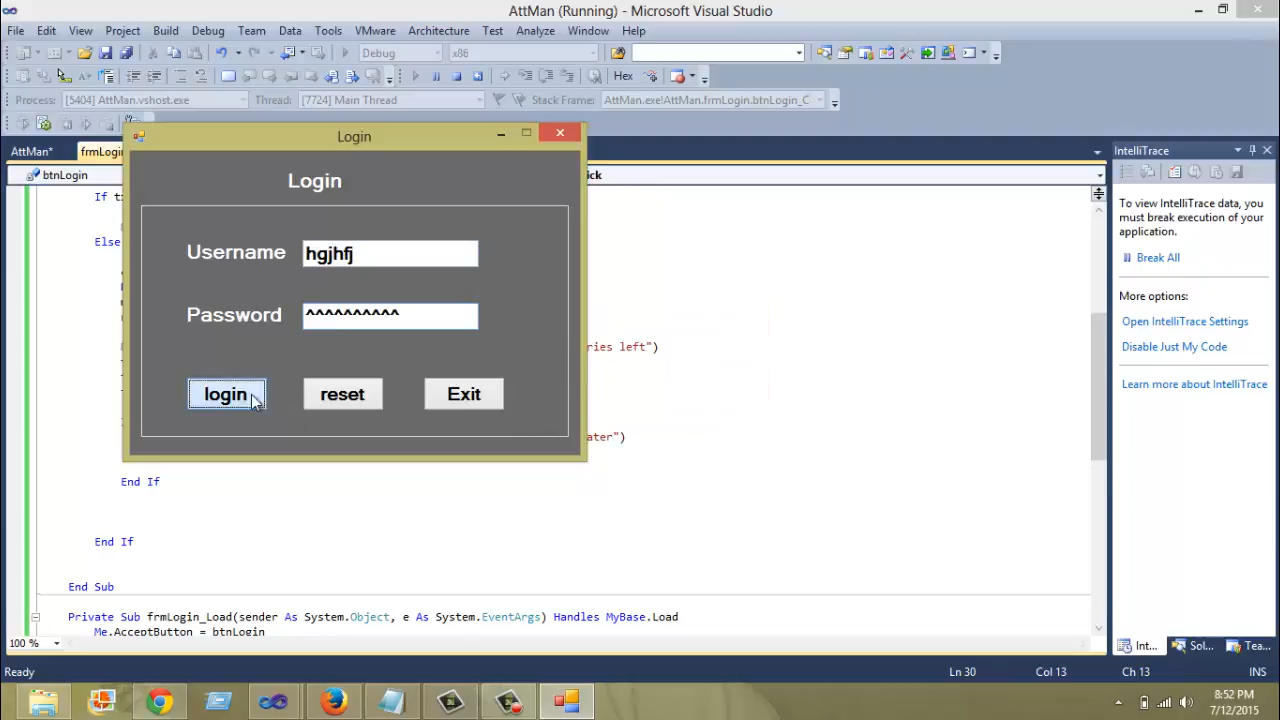 AttMan (Running) - Microsoft Visual Studio
File Edit View Project Build Debug Team Data Tools VMware Architecture Test Analyze Window Help
Debug x86
Hex
Process: [5404] AttMan.vshost.exe Thread: [7724] Main Thread Stack Frame: AttMan.exe!AttMan.frmLogin.btnLogin_C
AttMan* frmLogin
Login
IntelliTrace
btnLogin
ick
Login
If
Else
Username hgjhfj
Password ^^^^^^^^^^
login reset Exit
ries left")
ater")
End If
End If
End Sub
Private Sub frmLogin_Load(sender As System.Object, e As System.EventArgs) Handles MyBase.Load
Me.AcceptButton = btnLogin
100 %
To view IntelliTrace data, you
must break execution of your
application.
Break All
More options:
Open IntelliTrace Settings
Disable Just My Code
Learn more about IntelliTrace
Int... Sol... Tea...
Ready Ln 30 Col 13 Ch 13 INS
8:52 PM
7/12/2015